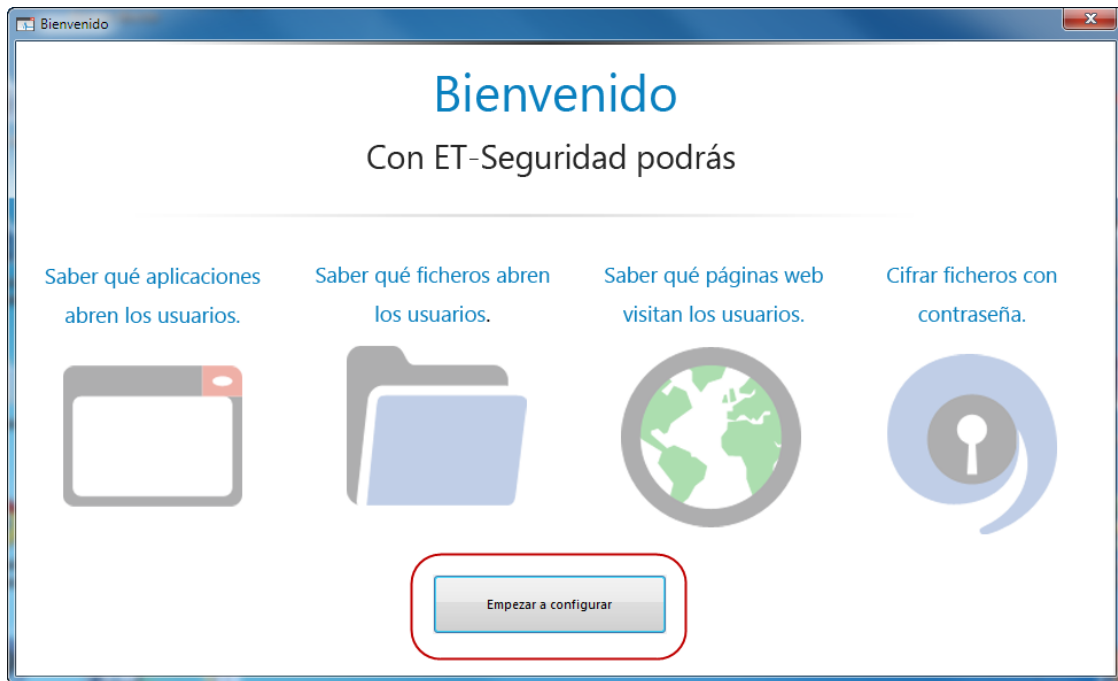 Bienvenido
Bienvenido
Con ET-Seguridad podrás
Saber qué aplicaciones
abren los usuarios.
Saber qué ficheros abren
los usuarios.
Saber qué páginas web
visitan los usuarios.
Cifrar ficheros con
contraseña.
Empezar a configurar